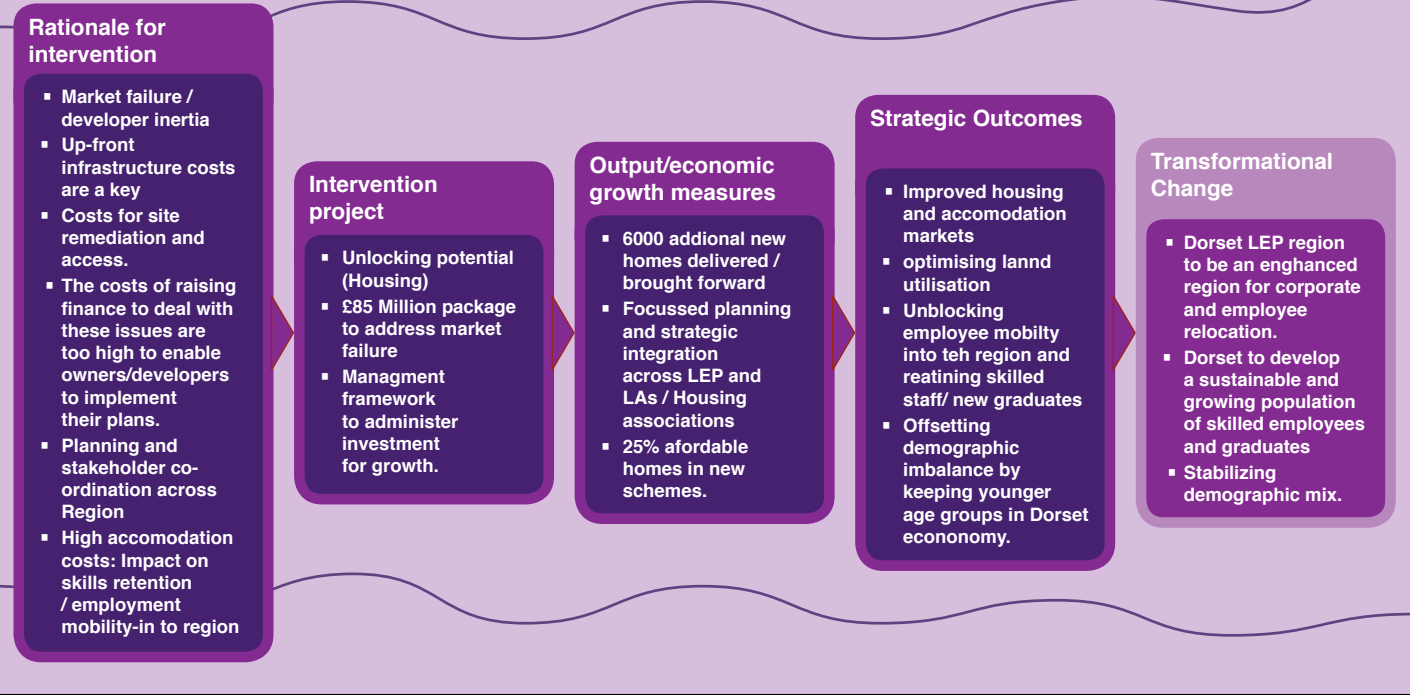 Rationale for
intervention
▪ Market failure /
developer inertia
▪ Up-front
infrastructure costs
are a key
▪ Costs for site
remediation and
access.
▪ The costs of raising
finance to deal with
these issues are
too high to enable
owners/developers
to implement
their plans.
▪ Planning and
stakeholder co-
ordination across
Region
▪ High accomodation
costs: Impact on
skills retention
/ employment
mobility-in to region
Intervention
project
▪ Unlocking potential
(Housing)
▪ £85 Million package
to address market
failure
▪ Managment
framework
to administer
investment
for growth.
Output/economic
growth measures
▪ 6000 addional new
homes delivered /
brought forward
▪ Focussed planning
and strategic
integration
across LEP and
LAs / Housing
associations
▪ 25% afordable
homes in new
schemes.
Strategic Outcomes
▪ Improved housing
and accomodation
markets
▪ optimising lannd
utilisation
▪ Unblocking
employee mobilty
into teh region and
reatining skilled
staff/ new graduates
▪ Offsetting
demographic
imbalance by
keeping younger
age groups in Dorset
econonomy.
Transformational
Change
▪ Dorset LEP region
to be an enghanced
region for corporate
and employee
relocation.
▪ Dorset to develop
a sustainable and
growing population
of skilled employees
and graduates
▪ Stabilizing
demographic mix.